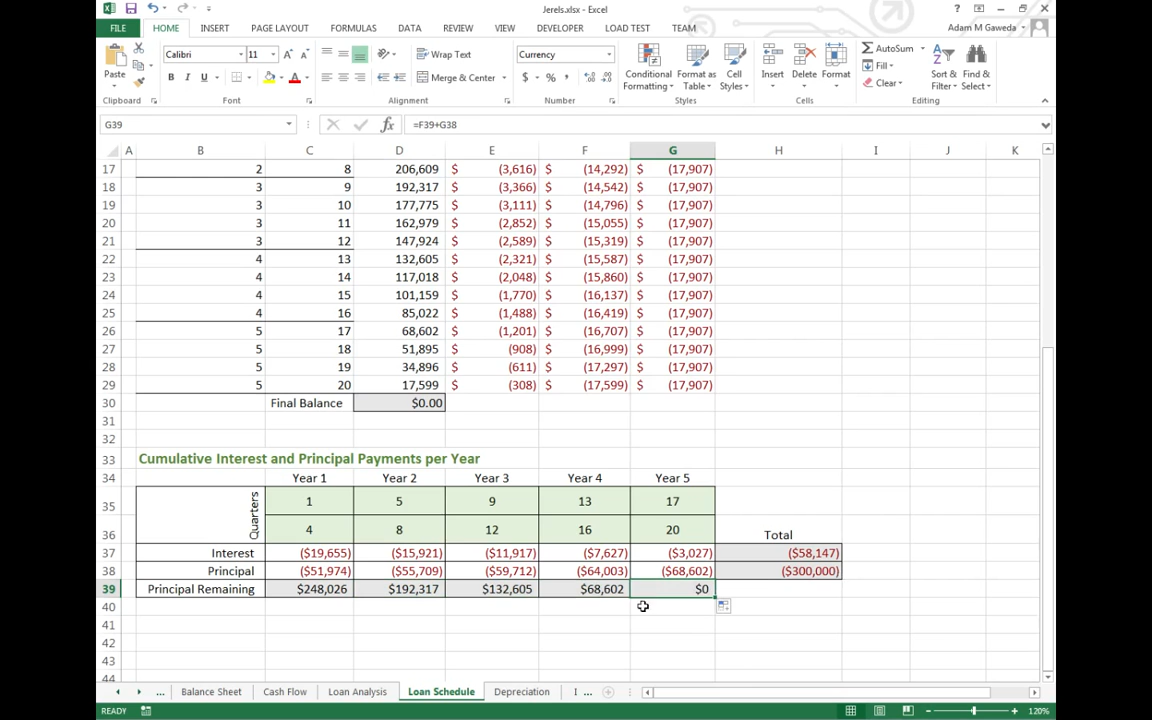 Jerels.xlsx - Excel
FILE HOME INSERT PAGE LAYOUT FORMULAS DATA REVIEW VIEW DEVELOPER LOAD TEST TEAM Adam M Gaweda
Paste Calibri 11 Wrap Text Currency Conditional Formatting Format as Table Cell Styles Insert Delete Format AutoSum Fill Clear Sort & Filter Find & Select
B I U Merge & Center $ % ,
Clipboard Font Alignment Number Styles Cells Editing
G39 fx =F39+G38
A B C D E F G H I J K
17 2 8 206,609 $ (3,616) $ (14,292) $ (17,907)
18 3 9 192,317 $ (3,366) $ (14,542) $ (17,907)
19 3 10 177,775 $ (3,111) $ (14,796) $ (17,907)
20 3 11 162,979 $ (2,852) $ (15,055) $ (17,907)
21 3 12 147,924 $ (2,589) $ (15,319) $ (17,907)
22 4 13 132,605 $ (2,321) $ (15,587) $ (17,907)
23 4 14 117,018 $ (2,048) $ (15,860) $ (17,907)
24 4 15 101,159 $ (1,770) $ (16,137) $ (17,907)
25 4 16 85,022 $ (1,488) $ (16,419) $ (17,907)
26 5 17 68,602 $ (1,201) $ (16,707) $ (17,907)
27 5 18 51,895 $ (908) $ (16,999) $ (17,907)
28 5 19 34,896 $ (611) $ (17,297) $ (17,907)
29 5 20 17,599 $ (308) $ (17,599) $ (17,907)
30 Final Balance $0.00
31
32
33 Cumulative Interest and Principal Payments per Year
34 Year 1 Year 2 Year 3 Year 4 Year 5
35 Quarters 1 5 9 13 17
36 4 8 12 16 20 Total
37 Interest ($19,655) ($15,921) ($11,917) ($7,627) ($3,027) ($58,147)
38 Principal ($51,974) ($55,709) ($59,712) ($64,003) ($68,602) ($300,000)
39 Principal Remaining $248,026 $192,317 $132,605 $68,602 $0
40
41
42
43
44
... Balance Sheet Cash Flow Loan Analysis Loan Schedule Depreciation I ...
READY 120%